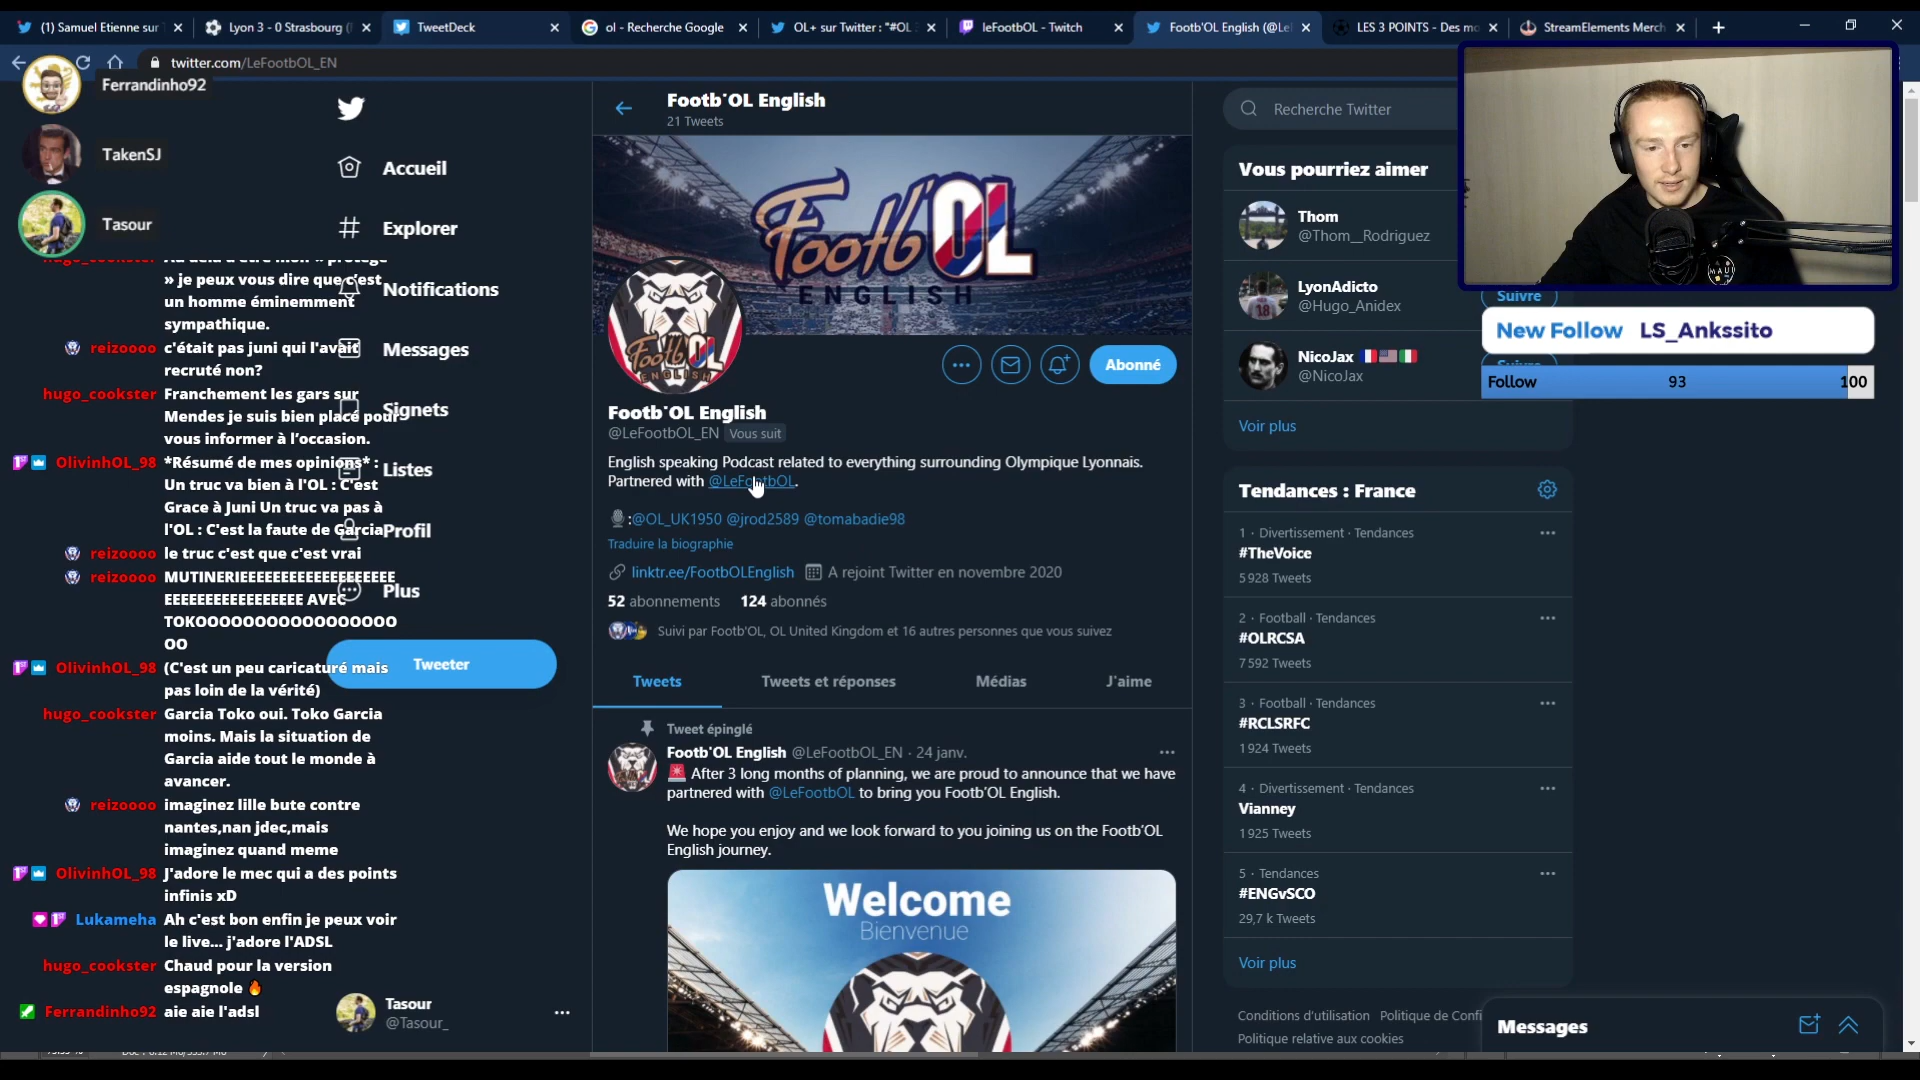 (1) Samuel Etienne sur
Lyon 3 - 0 Strasbourg (
TweetDeck
ol - Recherche Google
OL+ sur Twitter : "#OL
leFootbOL - Twitch
Footb'OL English (@Le
LES 3 POINTS - Des mo
StreamElements Merch
twitter.com/LeFootbOL_EN
Ferrandinho92
TakenSJ
Tasour
» je peux vous dire que c'est
un homme éminemment
sympathique.
reizoooo c'était pas juni qui l'avait
recruté non?
hugo_cookster Franchement les gars sur
Mendes je suis bien placé pour
vous informer à l'occasion.
OlivinhOL_98 *Résumé de mes opinions* :
Un truc va bien à l'OL : C'est
Grace à Juni Un truc va pas à
l'OL : C'est la faute de Garcia
reizoooo le truc c'est que c'est vrai
reizoooo MUTINERIEEEEEEEEEEEEEEEEEEE
EEEEEEEEEEEEEEEEE AVEC
TOKOOOOOOOOOOOOOOOOO
OO
OlivinhOL_98 (C'est un peu caricaturé mais
pas loin de la vérité)
hugo_cookster Garcia Toko oui. Toko Garcia
moins. Mais la situation de
Garcia aide tout le monde à
avancer.
reizoooo imaginez lille bute contre
nantes,nan jdec,mais
imaginez quand meme
OlivinhOL_98 J'adore le mec qui a des points
infinis xD
Lukameha Ah c'est bon enfin je peux voir
le live... j'adore l'ADSL
hugo_cookster Chaud pour la version
espagnole 🔥
Ferrandinho92 aie aie l'adsl
Accueil
Explorer
Notifications
Messages
Signets
Listes
Profil
Plus
Tweeter
Tasour
@Tasour_
Footb'OL English
21 Tweets
Footb'OL
ENGLISH
Footb'OL
ENGLISH
Abonné
Footb'OL English
@LeFootbOL_EN Vous suit
English speaking Podcast related to everything surrounding Olympique Lyonnais.
Partnered with @LeFootbOL.
🎙️:@OL_UK1950 @jrod2589 @tomabadie98
Traduire la biographie
linktr.ee/FootbOLEnglish A rejoint Twitter en novembre 2020
52 abonnements 124 abonnés
Suivi par Footb'OL, OL United Kingdom et 16 autres personnes que vous suivez
Tweets
Tweets et réponses
Médias
J'aime
Tweet épinglé
Footb'OL English @LeFootbOL_EN · 24 janv.
🚨 After 3 long months of planning, we are proud to announce that we have
partnered with @LeFootbOL to bring you Footb'OL English.
We hope you enjoy and we look forward to you joining us on the Footb'OL
English journey.
Welcome
Bienvenue
Recherche Twitter
Vous pourriez aimer
Thom
@Thom__Rodriguez
LyonAdicto
@Hugo_Anidex
Suivre
NicoJax 🇫🇷🇺🇸🇮🇹
@NicoJax
Voir plus
MAUI
New Follow LS_Ankssito
Follow 93 100
Tendances : France
1 · Divertissement · Tendances
#TheVoice
5 928 Tweets
2 · Football · Tendances
#OLRCSA
7 592 Tweets
3 · Football · Tendances
#RCLSRFC
1 924 Tweets
4 · Divertissement · Tendances
Vianney
1 925 Tweets
5 · Tendances
#ENGvSCO
29,7 k Tweets
Voir plus
Conditions d'utilisation Politique de Confi
Politique relative aux cookies
Messages